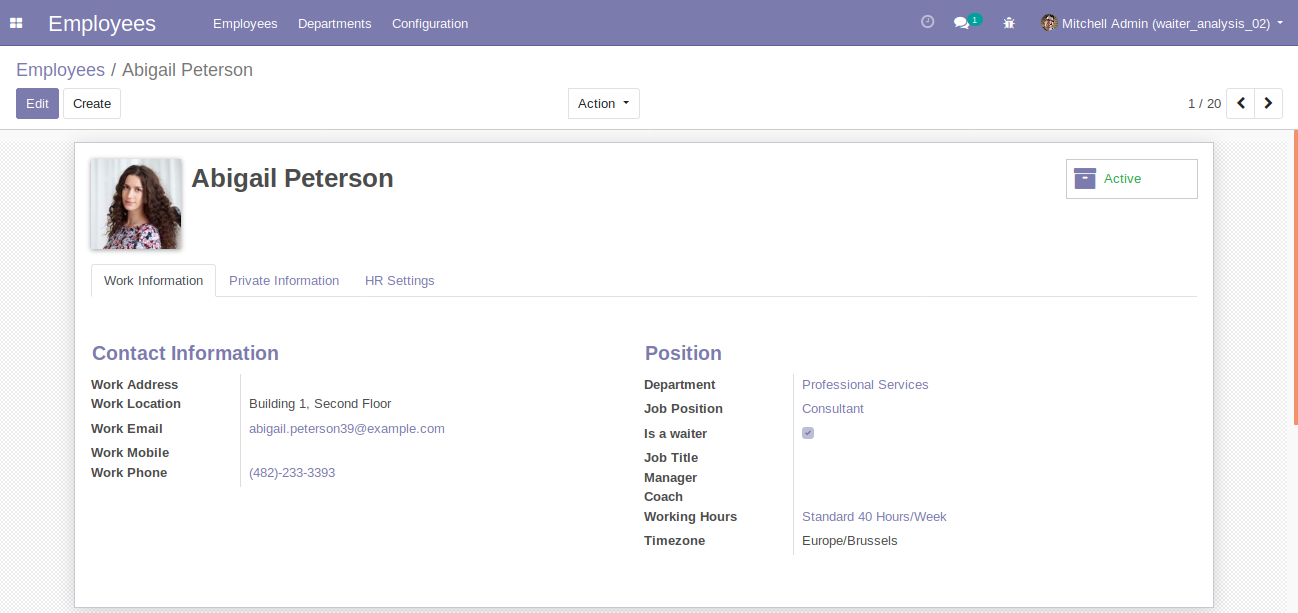 Employees Employees Departments Configuration 1 Mitchell Admin (waiter_analysis_02)
Employees / Abigail Peterson
Edit Create Action 1 / 20
Abigail Peterson
Active
Work Information Private Information HR Settings
Contact Information
Work Address
Work Location Building 1, Second Floor
Work Email abigail.peterson39@example.com
Work Mobile
Work Phone (482)-233-3393
Position
Department Professional Services
Job Position Consultant
Is a waiter
Job Title
Manager
Coach
Working Hours Standard 40 Hours/Week
Timezone Europe/Brussels